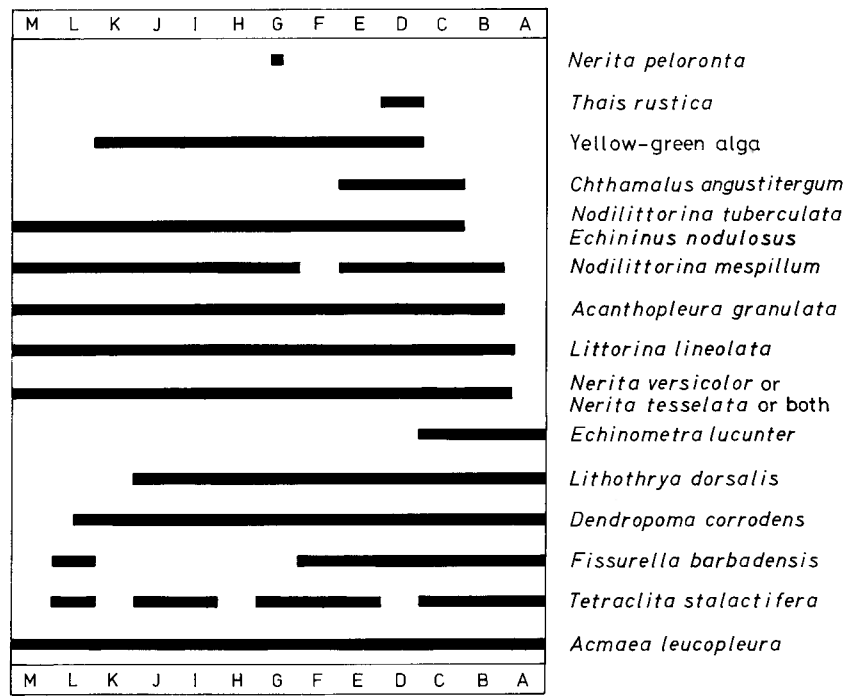 M L K J I H G F E D C B A
Nerita peloronta
Thais rustica
Yellow-green alga
Chthamalus angustitergum
Nodilittorina tuberculata
Echininus nodulosus
Nodilittorina mespillum
Acanthopleura granulata
Littorina lineolata
Nerita versicolor or
Nerita tesselata or both
Echinometra lucunter
Lithothrya dorsalis
Dendropoma corrodens
Fissurella barbadensis
Tetraclita stalactifera
Acmaea leucopleura
M L K J I H G F E D C B A